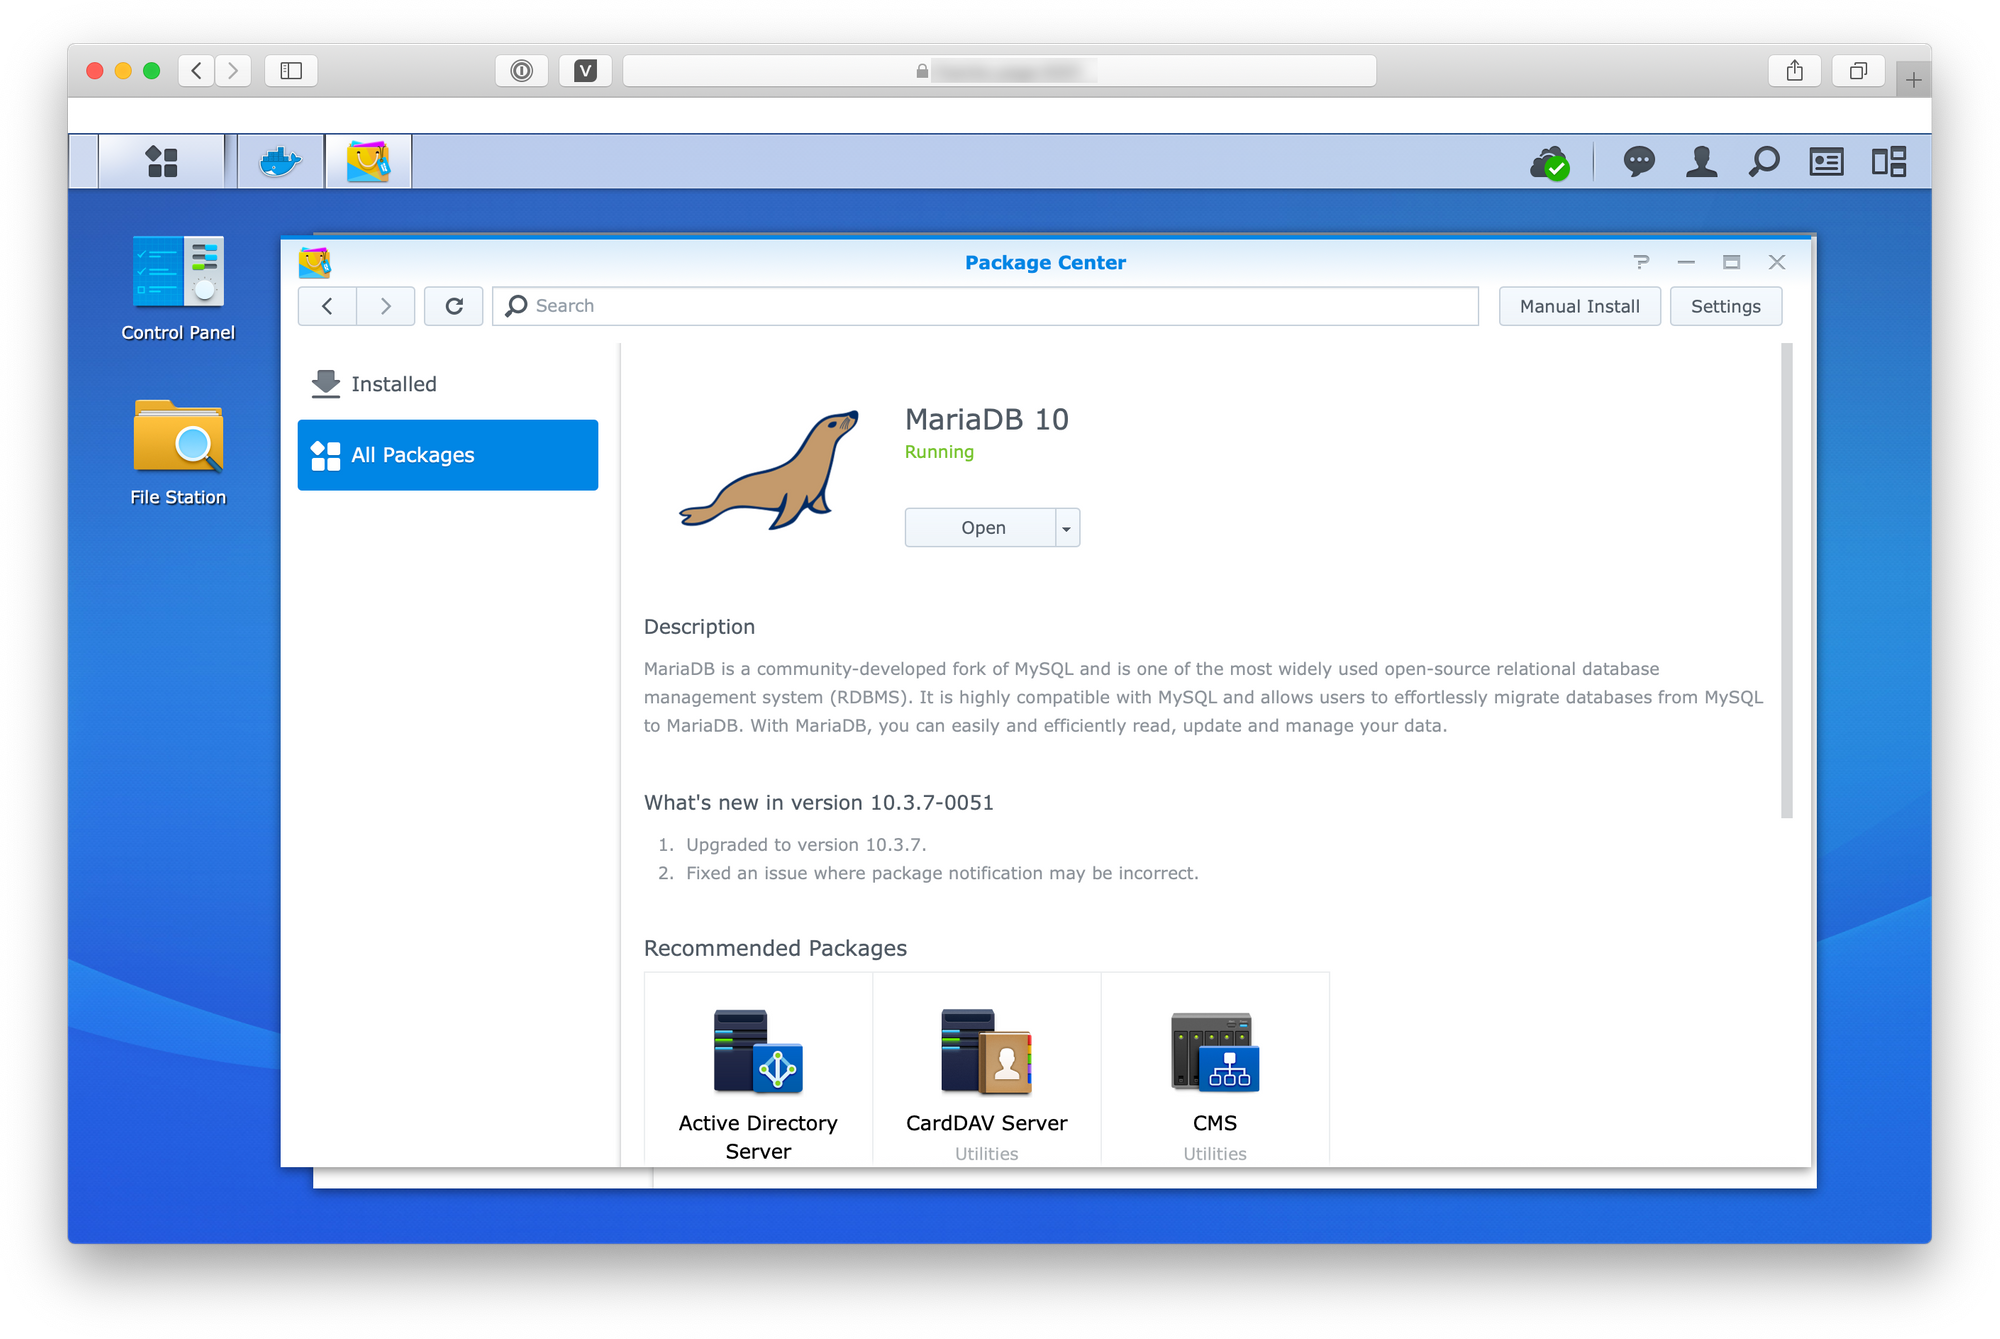 V
Control Panel
File Station
Package Center
Search
Manual Install
Settings
Installed
All Packages
MariaDB 10
Running
Open
Description
MariaDB is a community-developed fork of MySQL and is one of the most widely used open-source relational database
management system (RDBMS). It is highly compatible with MySQL and allows users to effortlessly migrate databases from MySQL
to MariaDB. With MariaDB, you can easily and efficiently read, update and manage your data.
What's new in version 10.3.7-0051
1. Upgraded to version 10.3.7.
2. Fixed an issue where package notification may be incorrect.
Recommended Packages
Active Directory
Server
CardDAV Server
Utilities
CMS
Utilities